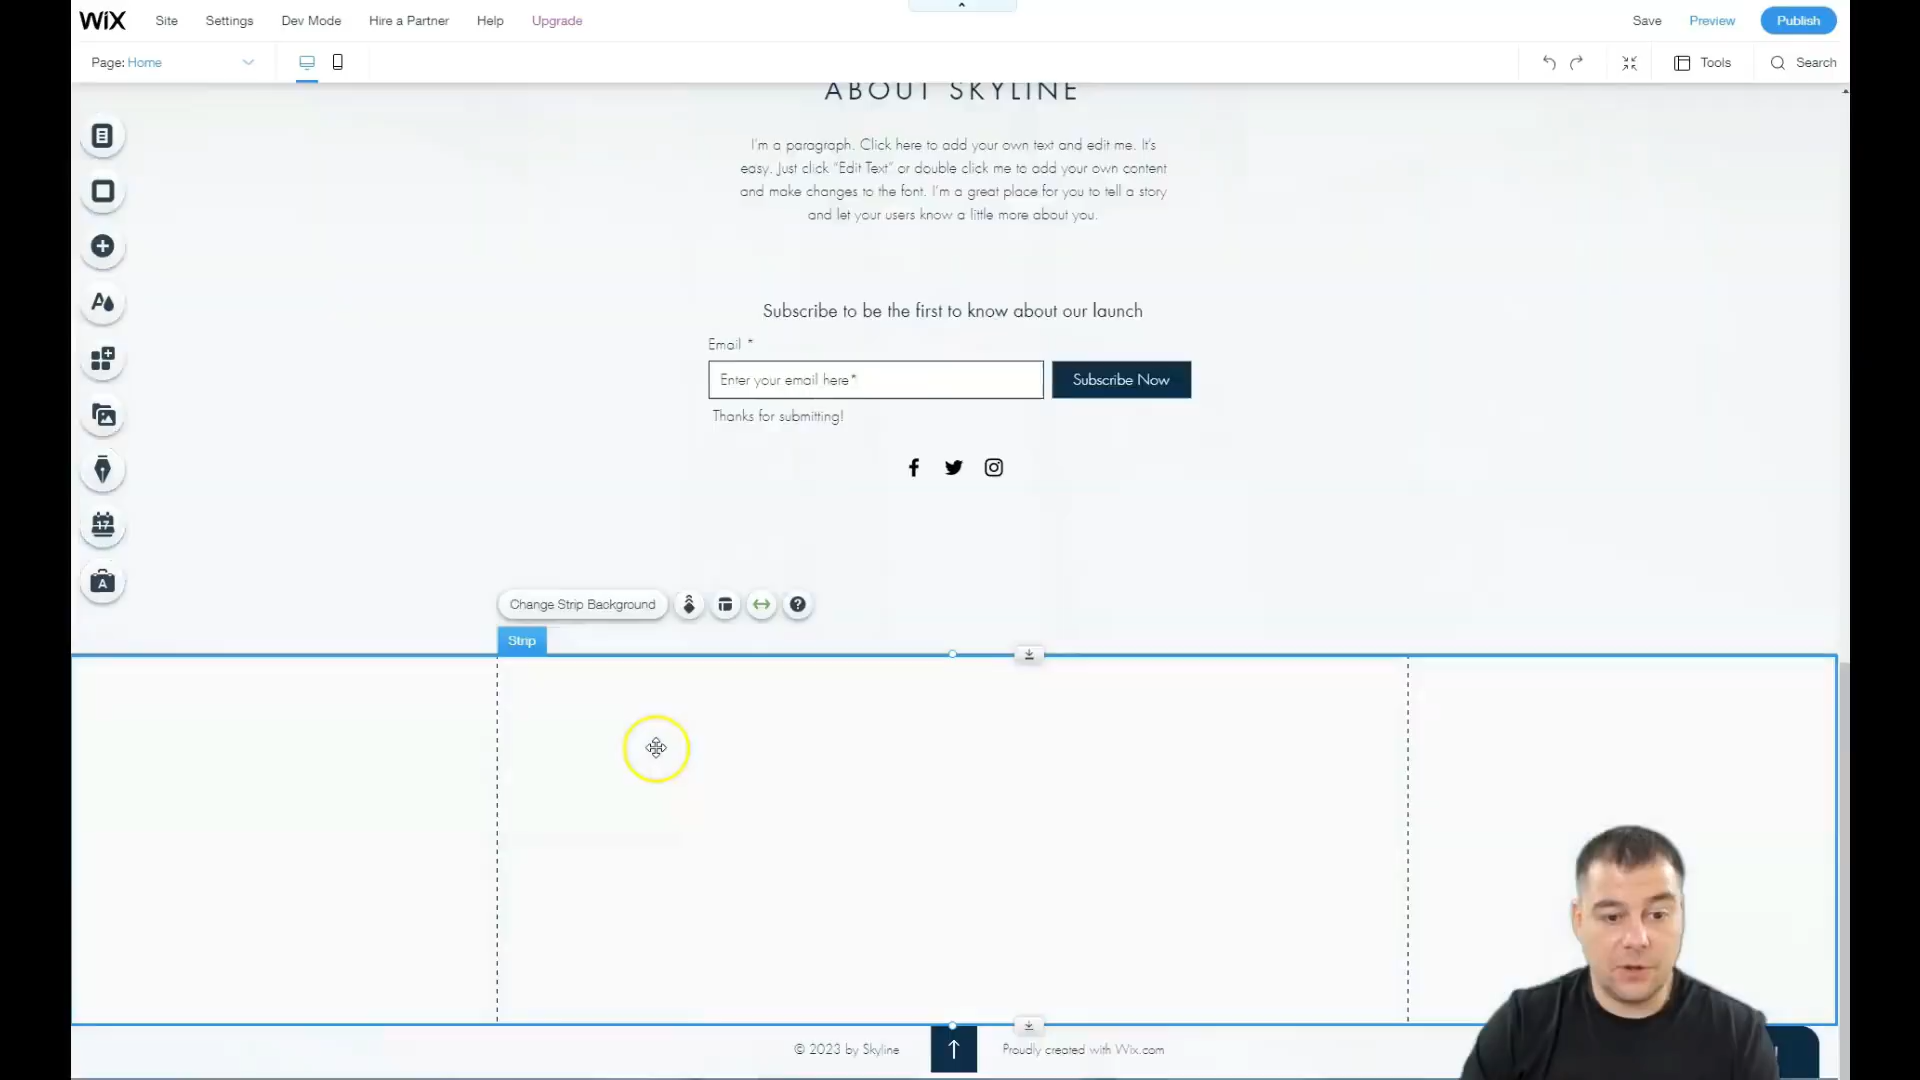 WiX
Site
Settings
Dev Mode
Hire a Partner
Help
Upgrade
Save
Preview
Publish
Page: Home
Tools
Search
ABOUT SKYLINE
I'm a paragraph. Click here to add your own text and edit me. It's
easy. Just click "Edit Text" or double click me to add your own content
and make changes to the font. I'm a great place for you to tell a story
and let your users know a little more about you.
Subscribe to be the first to know about our launch
Email *
Enter your email here*
Subscribe Now
Thanks for submitting!
17
A
Change Strip Background
?
Strip
© 2023 by Skyline
Proudly created with Wix.com